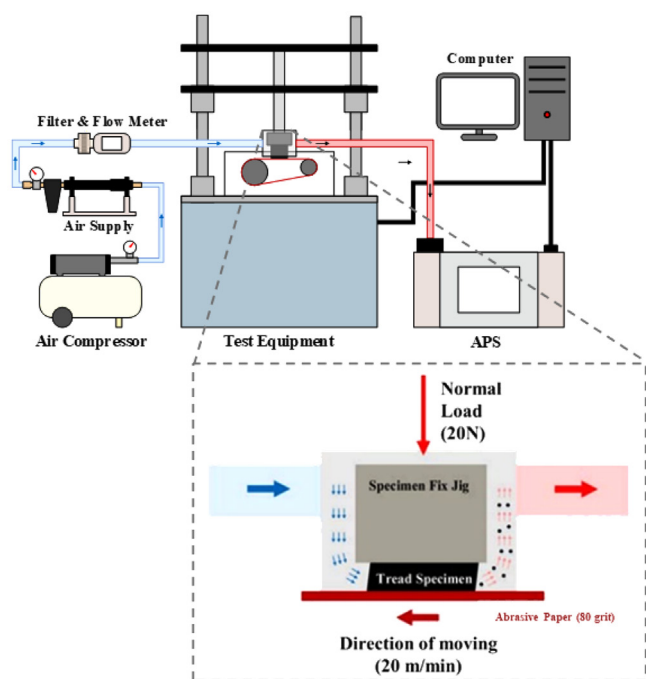 Computer
Filter & Flow Meter
Air Supply
Air Compressor
Test Equipment
APS
Normal
Load
(20N)
Specimen Fix Jig
Tread Specimen
Abrasive Paper (80 grit)
Direction of moving
(20 m/min)